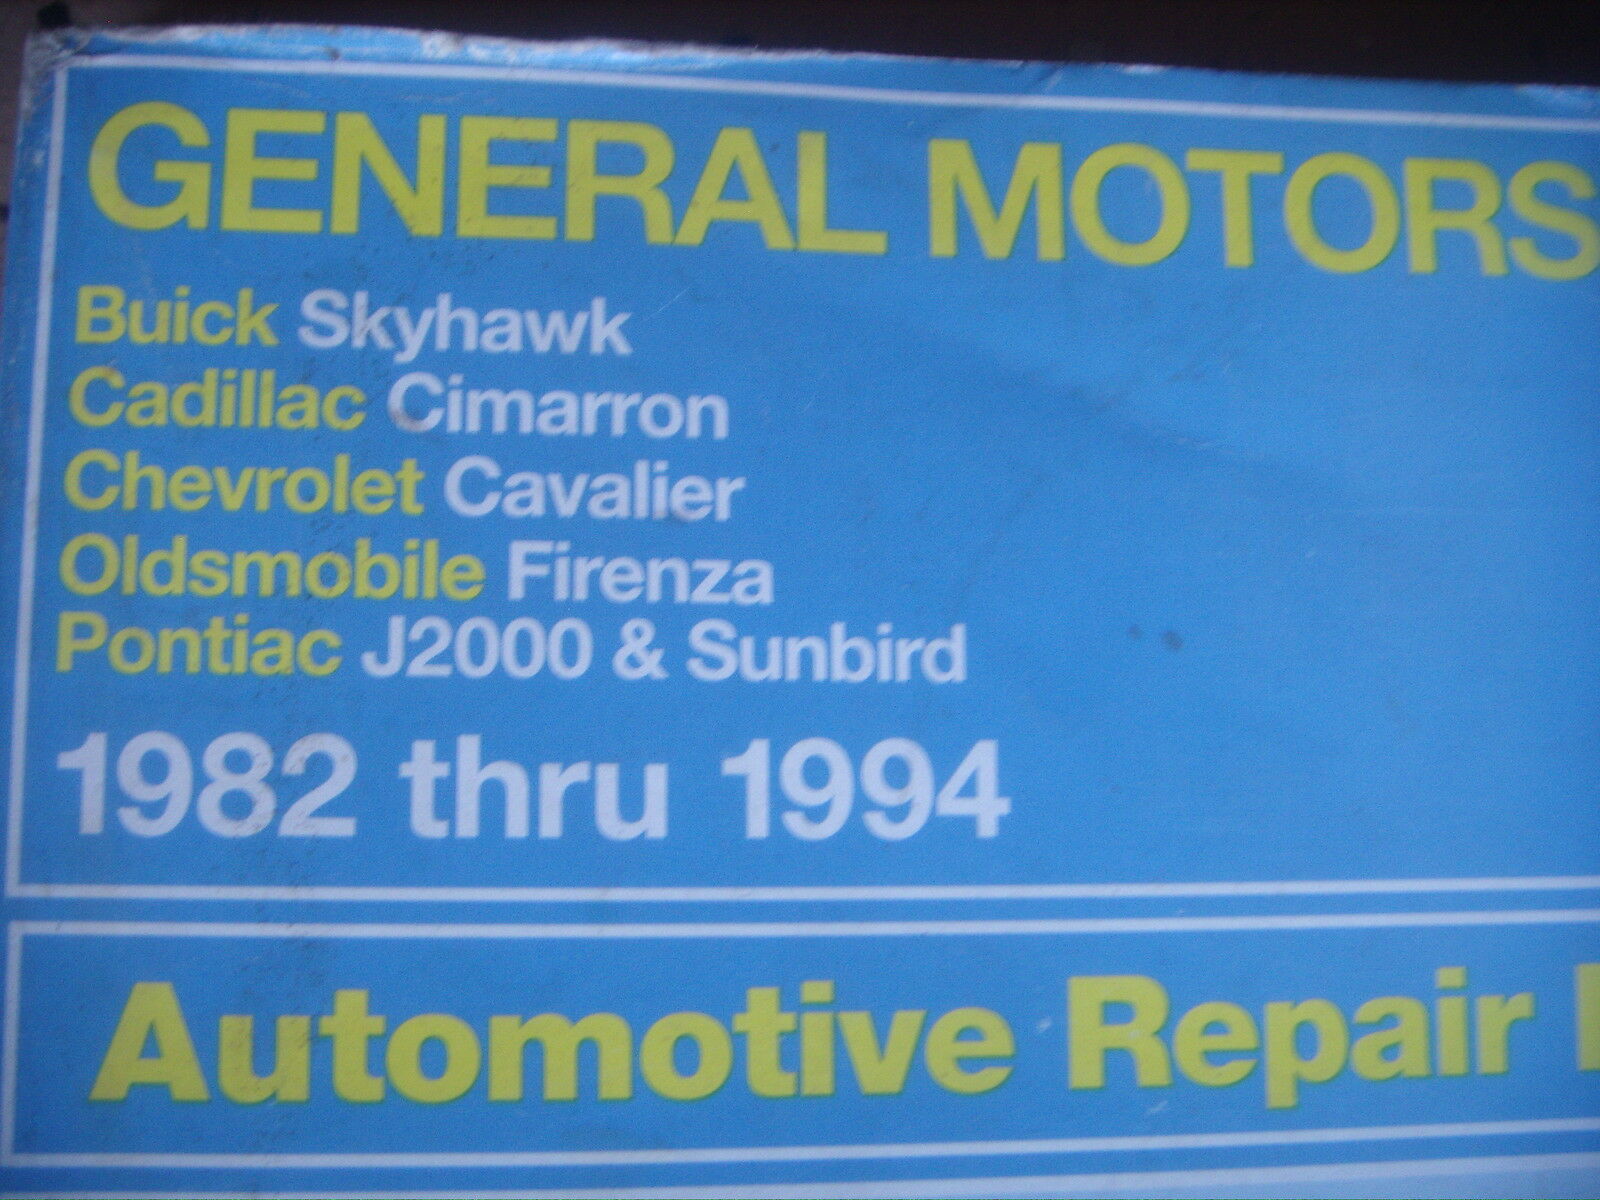 GENERAL MOTORS
Buick Skyhawk
Cadillac Cimarron
Chevrolet Cavalier
Oldsmobile Firenza
Pontiac J2000 & Sunbird
1982 thru 1994
Automotive Repair